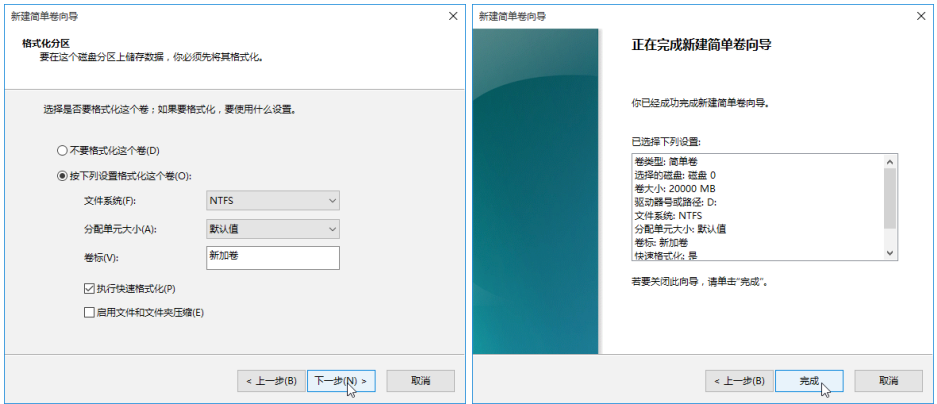 新建简单卷向导
格式化分区
要在这个磁盘分区上储存数据，你必须先将其格式化。
选择是否要格式化这个卷；如果要格式化，要使用什么设置。
不要格式化这个卷(D)
按下列设置格式化这个卷(O):
文件系统(F):
NTFS
分配单元大小(A):
默认值
卷标(V):
新加卷
执行快速格式化(P)
启用文件和文件夹压缩(E)
< 上一步(B)
下一步(N) >
取消
新建简单卷向导
正在完成新建简单卷向导
你已经成功完成新建简单卷向导。
已选择下列设置:
卷类型: 简单卷
选择的磁盘: 磁盘 0
卷大小: 20000 MB
驱动器号或路径: D:
文件系统: NTFS
分配单元大小: 默认值
卷标: 新加卷
快速格式化: 是
若要关闭此向导，请单击"完成"。
< 上一步(B)
完成
取消